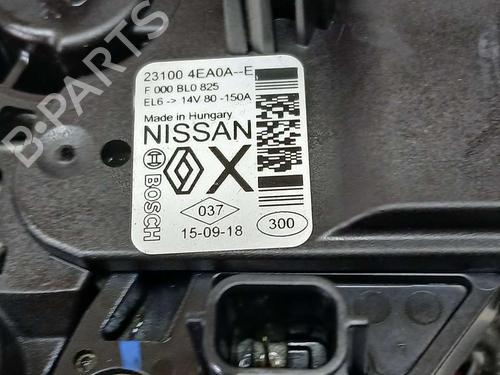 B-PARTS
23100 4EA0A--E
F 000 BL0 825
EL6 -> 14V 80 -150A
Made in Hungary
NISSAN
BOSCH
X
037
15-09-18
300